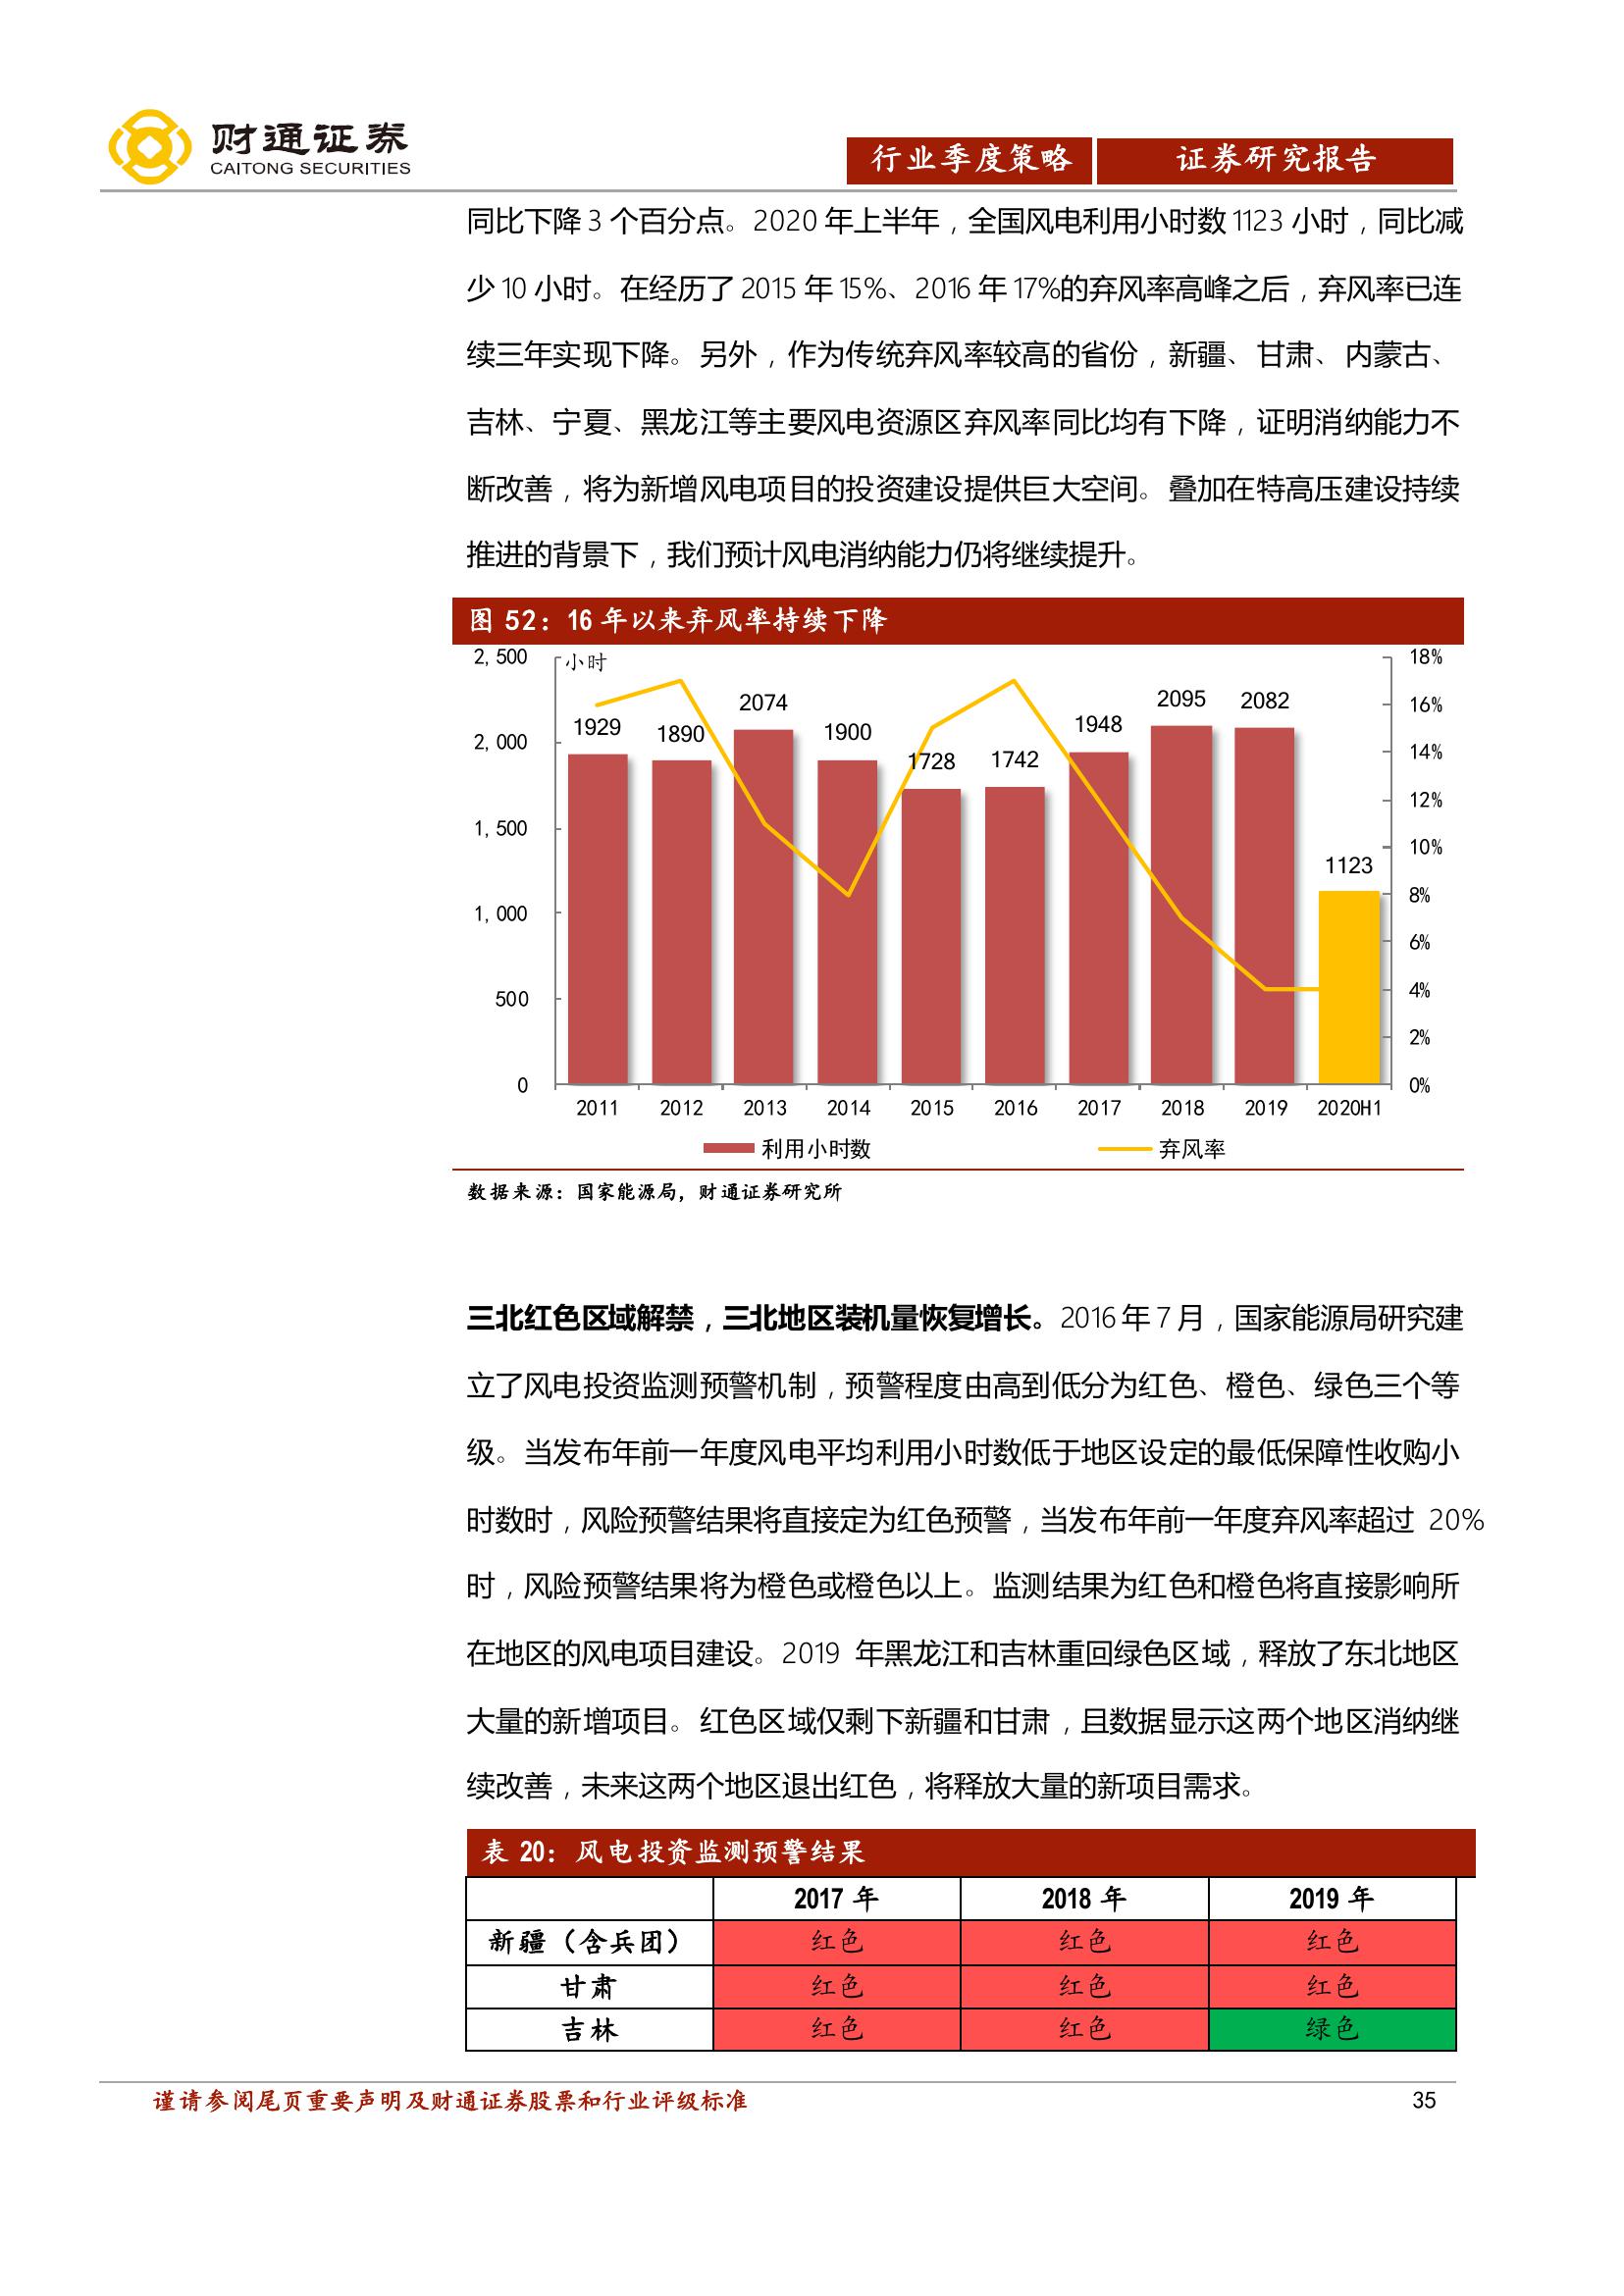 财通证券
CAITONG SECURITIES
行业季度策略 证券研究报告
同比下降 3 个百分点。2020 年上半年，全国风电利用小时数 1123 小时，同比减
少 10 小时。在经历了 2015 年 15%、2016 年 17%的弃风率高峰之后，弃风率已连
续三年实现下降。另外，作为传统弃风率较高的省份，新疆、甘肃、内蒙古、
吉林、宁夏、黑龙江等主要风电资源区弃风率同比均有下降，证明消纳能力不
断改善，将为新增风电项目的投资建设提供巨大空间。叠加在特高压建设持续
推进的背景下，我们预计风电消纳能力仍将继续提升。
图 52：16 年以来弃风率持续下降
小时
2,500
2,000
1,500
1,000
500
0
18%
16%
14%
12%
10%
8%
6%
4%
2%
0%
1929 1890 2074 1900 1728 1742 1948 2095 2082 1123
2011 2012 2013 2014 2015 2016 2017 2018 2019 2020H1
利用小时数 弃风率
数据来源：国家能源局，财通证券研究所
三北红色区域解禁，三北地区装机量恢复增长。2016 年 7 月，国家能源局研究建
立了风电投资监测预警机制，预警程度由高到低分为红色、橙色、绿色三个等
级。当发布年前一年度风电平均利用小时数低于地区设定的最低保障性收购小
时数时，风险预警结果将直接定为红色预警，当发布年前一年度弃风率超过 20%
时，风险预警结果将为橙色或橙色以上。监测结果为红色和橙色将直接影响所
在地区的风电项目建设。2019 年黑龙江和吉林重回绿色区域，释放了东北地区
大量的新增项目。红色区域仅剩下新疆和甘肃，且数据显示这两个地区消纳继
续改善，未来这两个地区退出红色，将释放大量的新项目需求。
表 20：风电投资监测预警结果
2017 年 2018 年 2019 年
新疆（含兵团） 红色 红色 红色
甘肃 红色 红色 红色
吉林 红色 红色 绿色
谨请参阅尾页重要声明及财通证券股票和行业评级标准 35